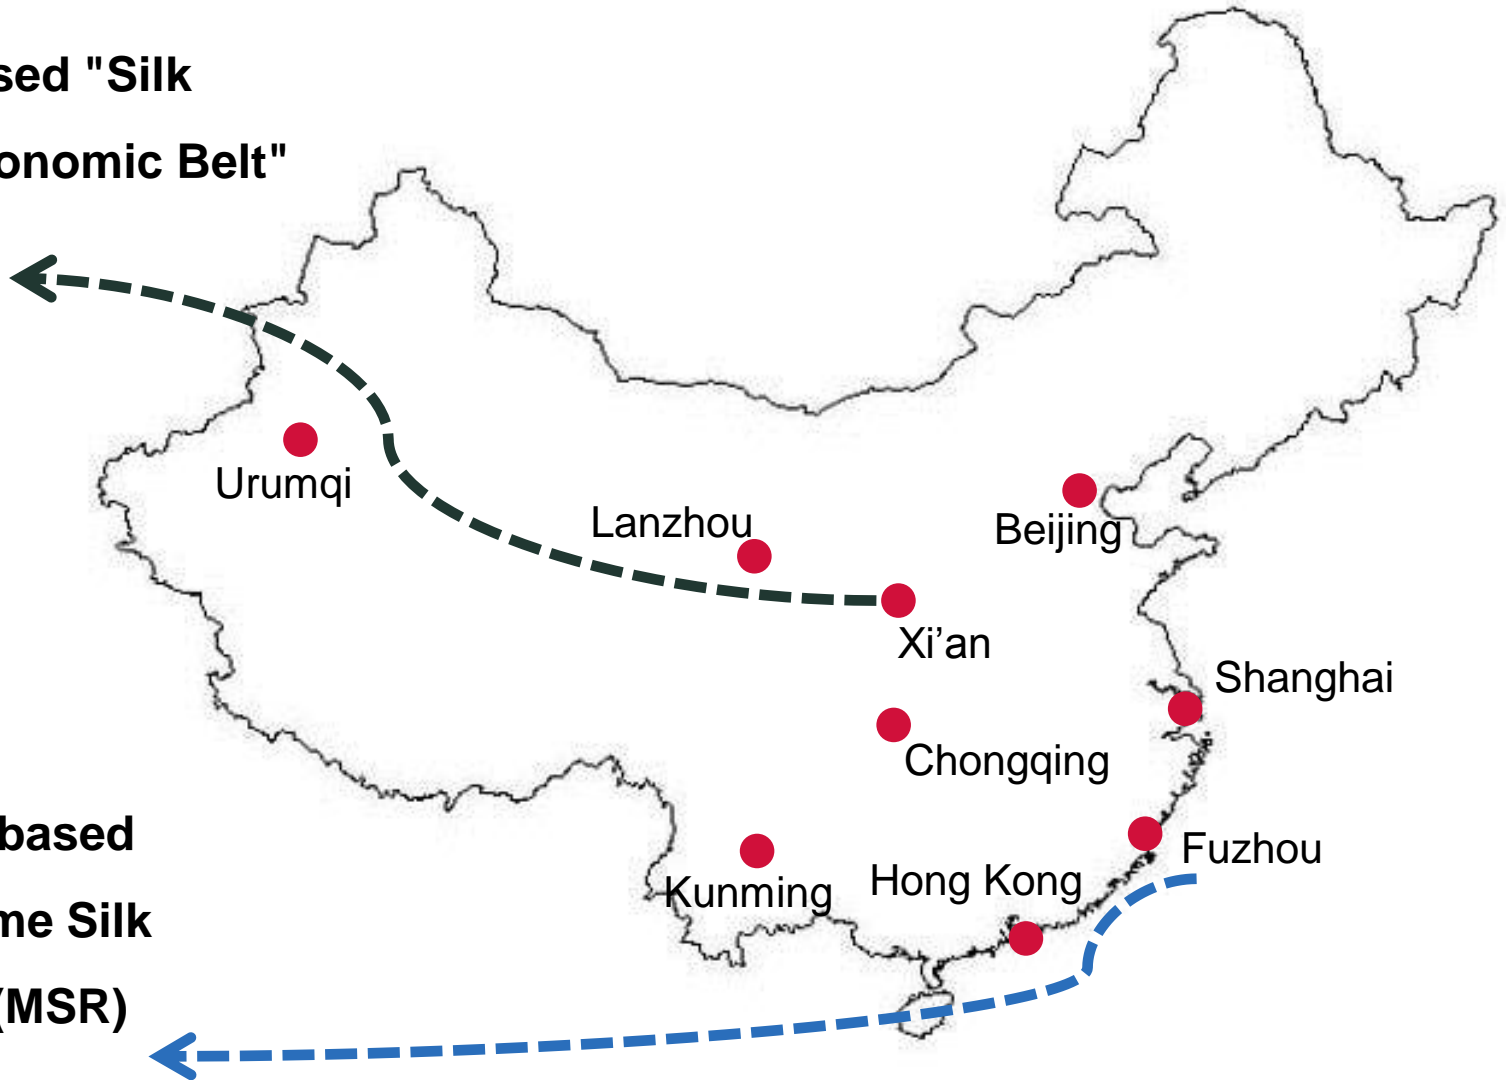 sed "Silk
onomic Belt"
Urumqi
Lanzhou
Beijing
Xi’an
Shanghai
Chongqing
based
Fuzhou
Hong Kong
Kunming
me Silk
(MSR)